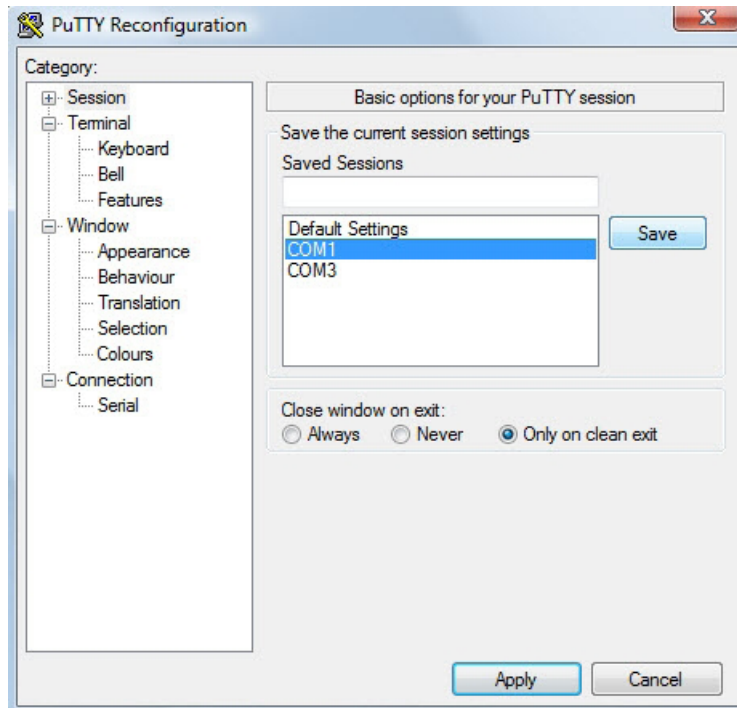 PuTTY Reconfiguration
Category:
Session
Terminal
Keyboard
Bell
Features
Window
Appearance
Behaviour
Translation
Selection
Colours
Connection
Serial
Basic options for your PuTTY session
Save the current session settings
Saved Sessions
Default Settings
COM1
COM3
Save
Close window on exit:
Always Never Only on clean exit
Apply Cancel